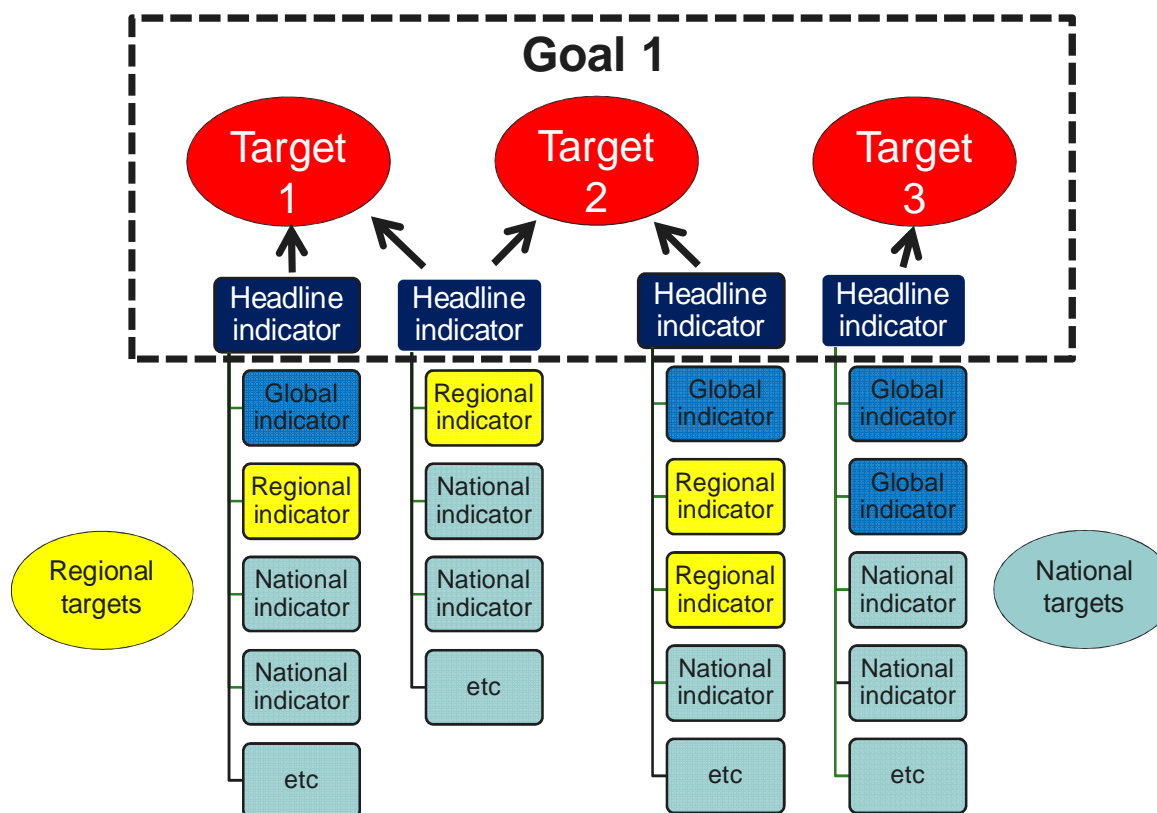 Goal 1
Target
1
Target
2
Target
3
Headline
indicator
Headline
indicator
Headline
indicator
Headline
indicator
Global
indicator
Regional
indicator
National
indicator
National
indicator
etc
Regional
indicator
National
indicator
National
indicator
etc
Global
indicator
Regional
indicator
Regional
indicator
National
indicator
etc
Global
indicator
Global
indicator
National
indicator
National
indicator
etc
Regional
targets
National
targets